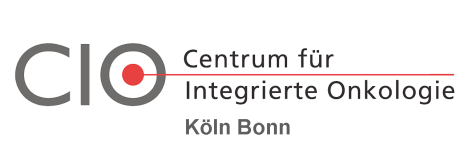 CIO Centrum für
Integrierte Onkologie
Köln Bonn